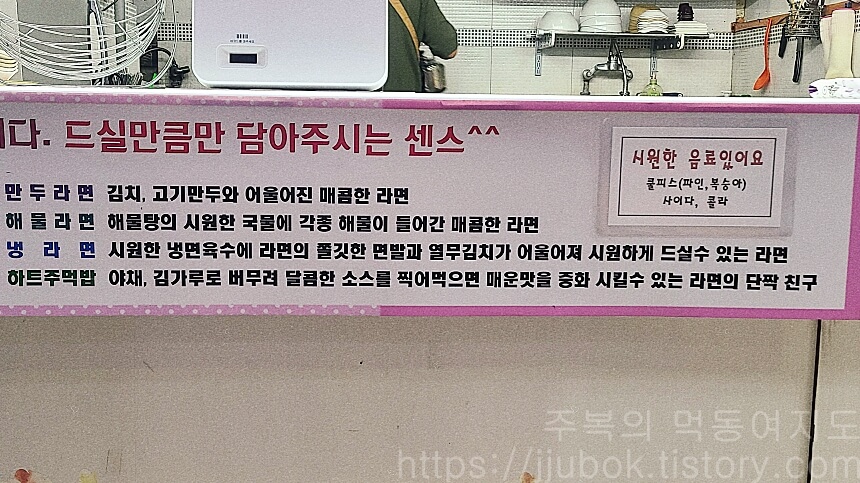 다. 드실만큼만 담아주시는 센스^^
시원한 음료있어요
쿨피스(파인,복숭아)
사이다, 콜라
만두라면 김치, 고기만두와 어울어진 매콤한 라면
해물라면 해물탕의 시원한 국물에 각종 해물이 들어간 매콤한 라면
냉 라 면 시원한 냉면육수에 라면의 쫄깃한 면발과 열무김치가 어울어져 시원하게 드실수 있는 라면
하트주먹밥 야채, 김가루로 버무려 달콤한 소스를 찍어먹으면 매운맛을 중화 시킬수 있는 라면의 단짝 친구
주복의 먹동여지도
https://jjubok.tistory.com